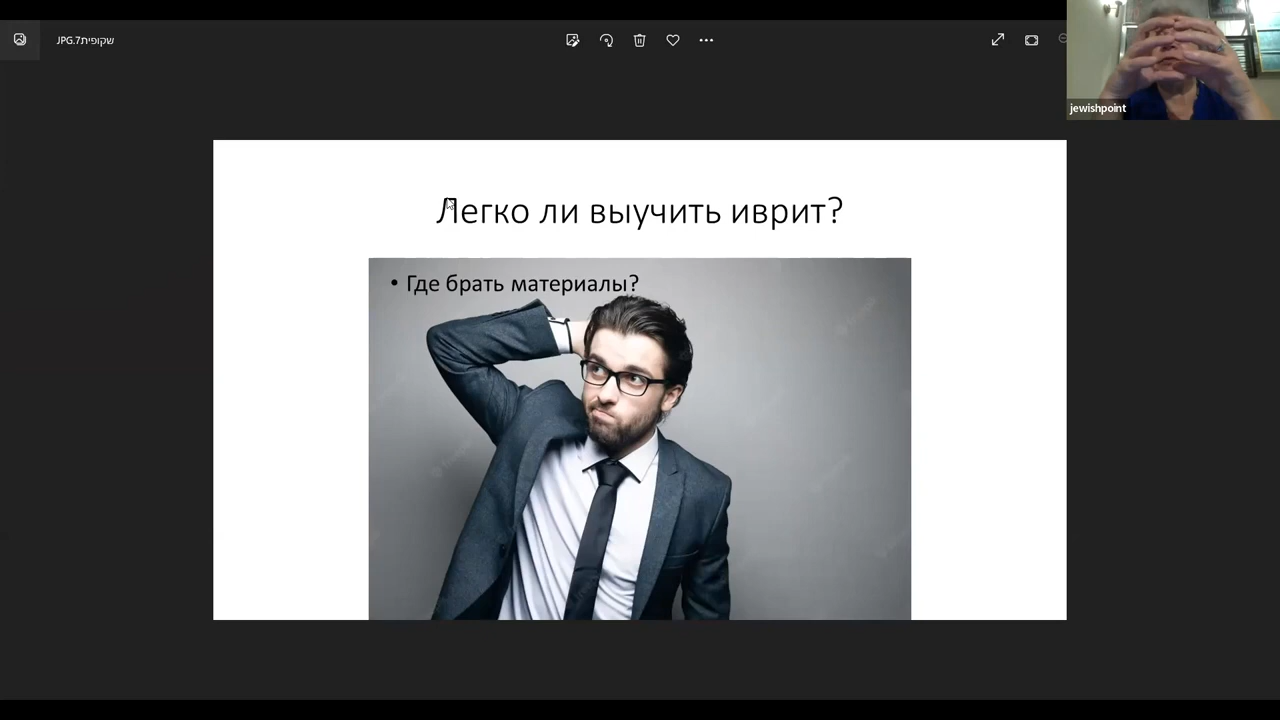 שקופית7.JPG
jewishpoint
Легко ли выучить иврит?
• Где брать материалы?